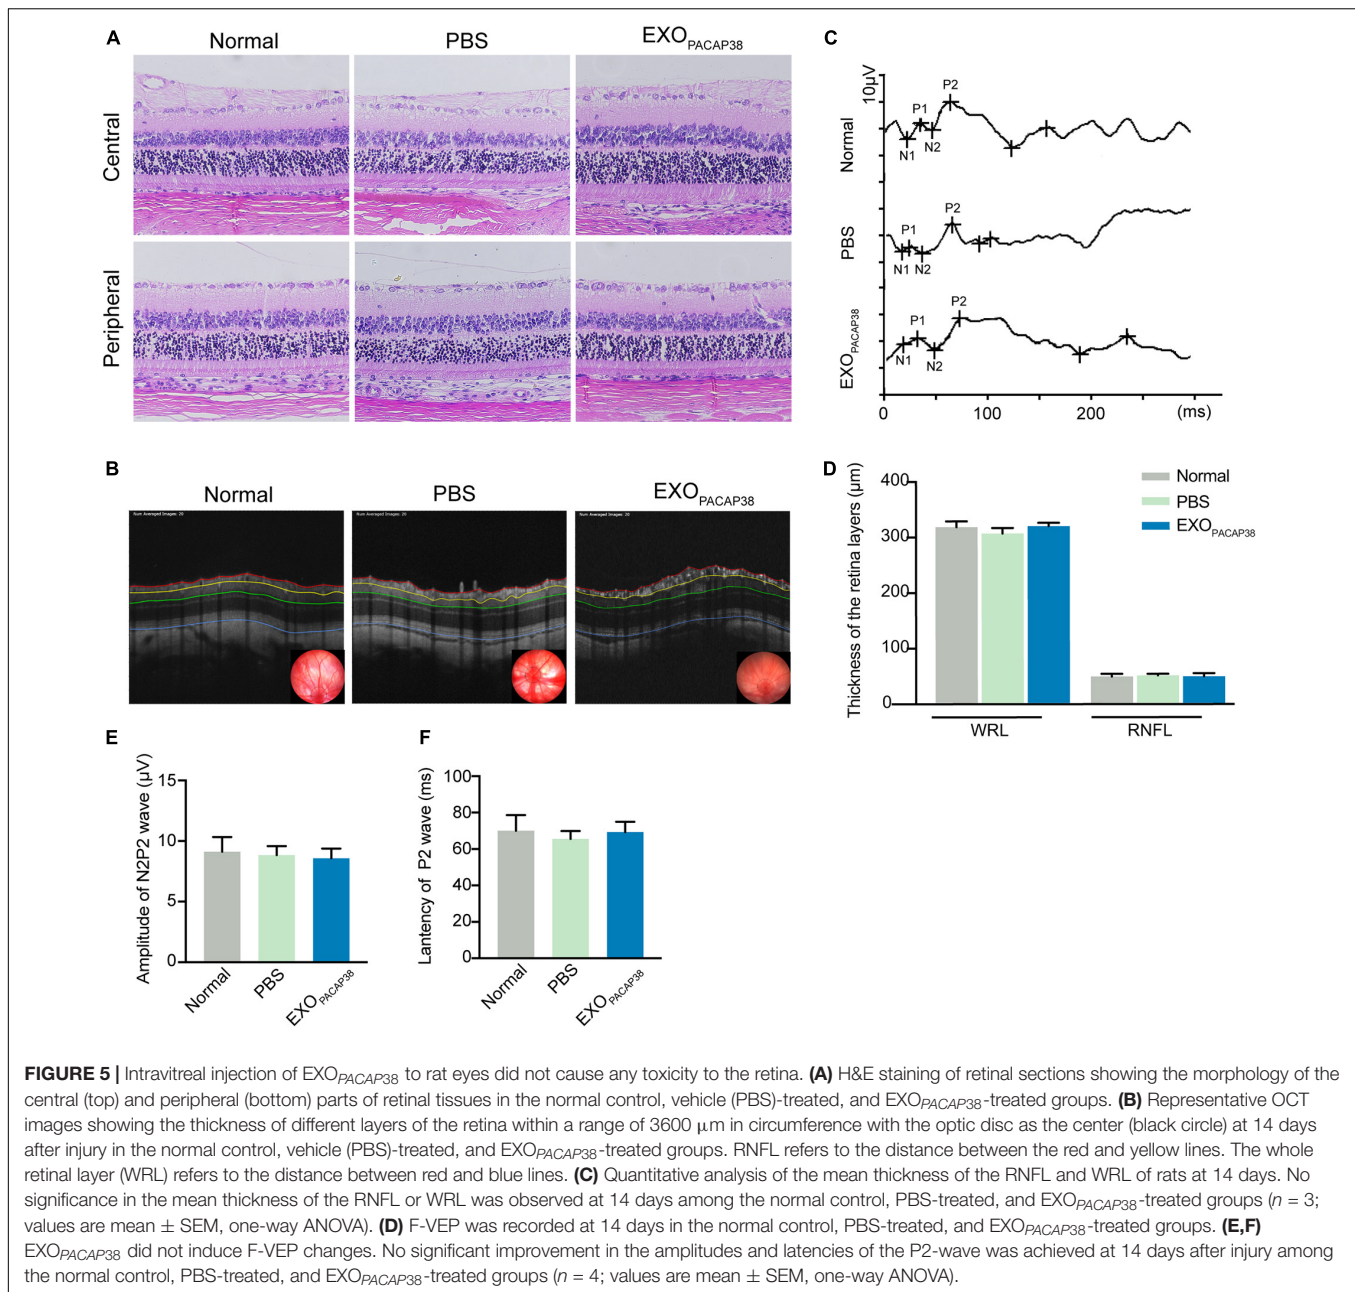 A
Normal
PBS
EXOPACAP38
Central
Peripheral
C
10μV
Normal
P1
P2
N1
N2
PBS
P1
P2
N1
N2
EXOPACAP38
P1
P2
N1
N2
0
100
200
(ms)
B
Normal
PBS
EXOPACAP38
Num Averaged Images: 20
Num Averaged Images: 20
Num Averaged Images: 20
D
Thickness of the retina layers (μm)
400
300
200
100
0
WRL
RNFL
Normal
PBS
EXOPACAP38
E
Amplitude of N2P2 wave (μV)
15
10
5
0
Normal
PBS
EXOPACAP38
F
Lantency of P2 wave (ms)
100
80
60
40
20
0
Normal
PBS
EXOPACAP38
FIGURE 5 | Intravitreal injection of EXOPACAP38 to rat eyes did not cause any toxicity to the retina. (A) H&E staining of retinal sections showing the morphology of the
central (top) and peripheral (bottom) parts of retinal tissues in the normal control, vehicle (PBS)-treated, and EXOPACAP38-treated groups. (B) Representative OCT
images showing the thickness of different layers of the retina within a range of 3600 μm in circumference with the optic disc as the center (black circle) at 14 days
after injury in the normal control, vehicle (PBS)-treated, and EXOPACAP38-treated groups. RNFL refers to the distance between the red and yellow lines. The whole
retinal layer (WRL) refers to the distance between red and blue lines. (C) Quantitative analysis of the mean thickness of the RNFL and WRL of rats at 14 days. No
significance in the mean thickness of the RNFL or WRL was observed at 14 days among the normal control, PBS-treated, and EXOPACAP38-treated groups (n = 3;
values are mean ± SEM, one-way ANOVA). (D) F-VEP was recorded at 14 days in the normal control, PBS-treated, and EXOPACAP38-treated groups. (E,F)
EXOPACAP38 did not induce F-VEP changes. No significant improvement in the amplitudes and latencies of the P2-wave was achieved at 14 days after injury among
the normal control, PBS-treated, and EXOPACAP38-treated groups (n = 4; values are mean ± SEM, one-way ANOVA).